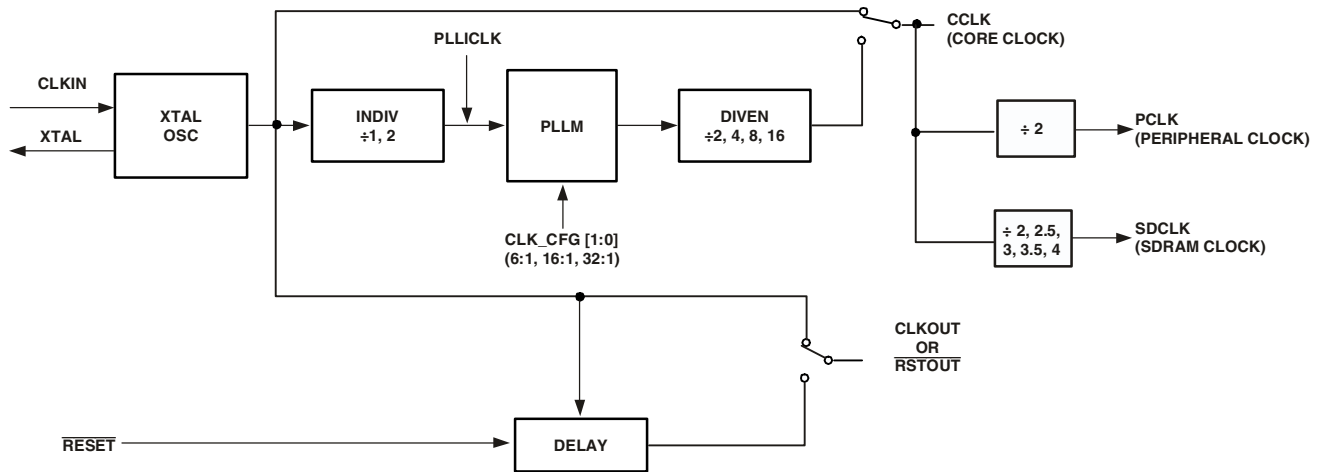 CLKIN
XTAL
XTAL
OSC
INDIV
÷1, 2
PLLICLK
PLLM
CLK_CFG [1:0]
(6:1, 16:1, 32:1)
DIVEN
÷2, 4, 8, 16
CCLK
(CORE CLOCK)
÷ 2
PCLK
(PERIPHERAL CLOCK)
÷ 2, 2.5,
3, 3.5, 4
SDCLK
(SDRAM CLOCK)
CLKOUT
OR
RSTOUT
RESET
DELAY